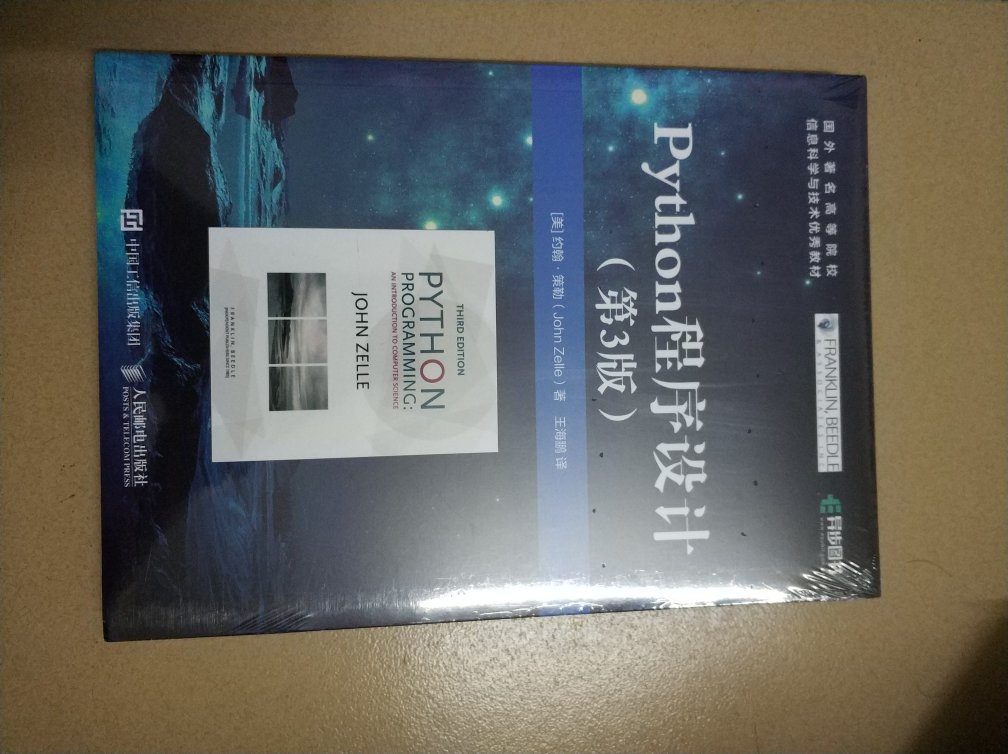 国外著名高等院校
信息科学与技术优秀教材
FRANKLIN, BEEDLE
& ASSOCIATES INC.
异步图书
Python程序设计
(第3版)
[美] 约翰·策勒 (John Zelle) 著 王海鹏 译
THIRD EDITION
PYTHON
PROGRAMMING:
AN INTRODUCTION TO COMPUTER SCIENCE
JOHN ZELLE
FRANKLIN, BEEDLE
中国工信出版集团
人民邮电出版社
POSTS & TELECOM PRESS